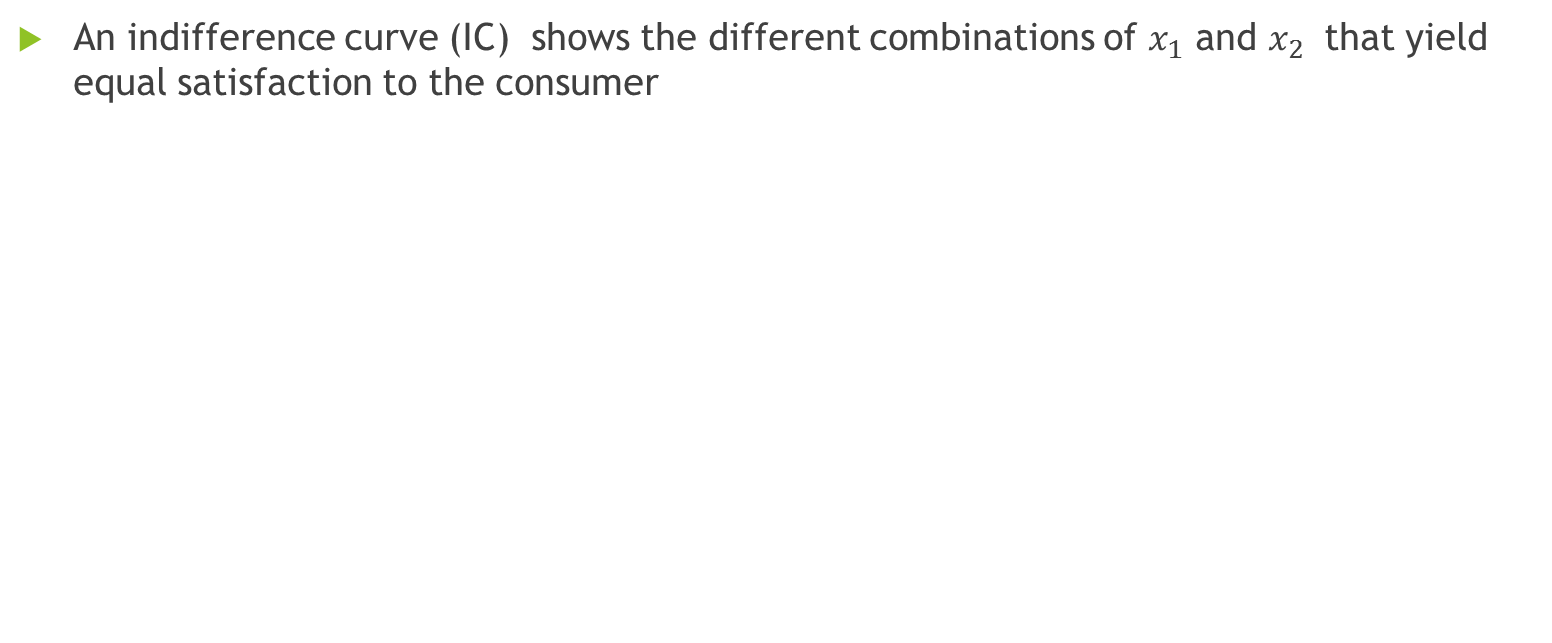 An indifference curve (IC) shows the different combinations of x₁ and x₂ that yield
equal satisfaction to the consumer